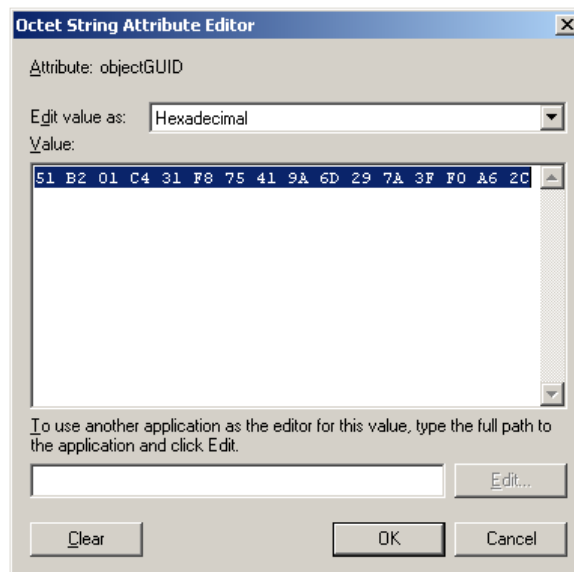 Octet String Attribute Editor
Attribute: objectGUID
Edit value as: Hexadecimal
Value:
51 B2 01 C4 31 F8 75 41 9A 6D 29 7A 3F F0 A6 2C
To use another application as the editor for this value, type the full path to
the application and click Edit.
Edit...
Clear OK Cancel